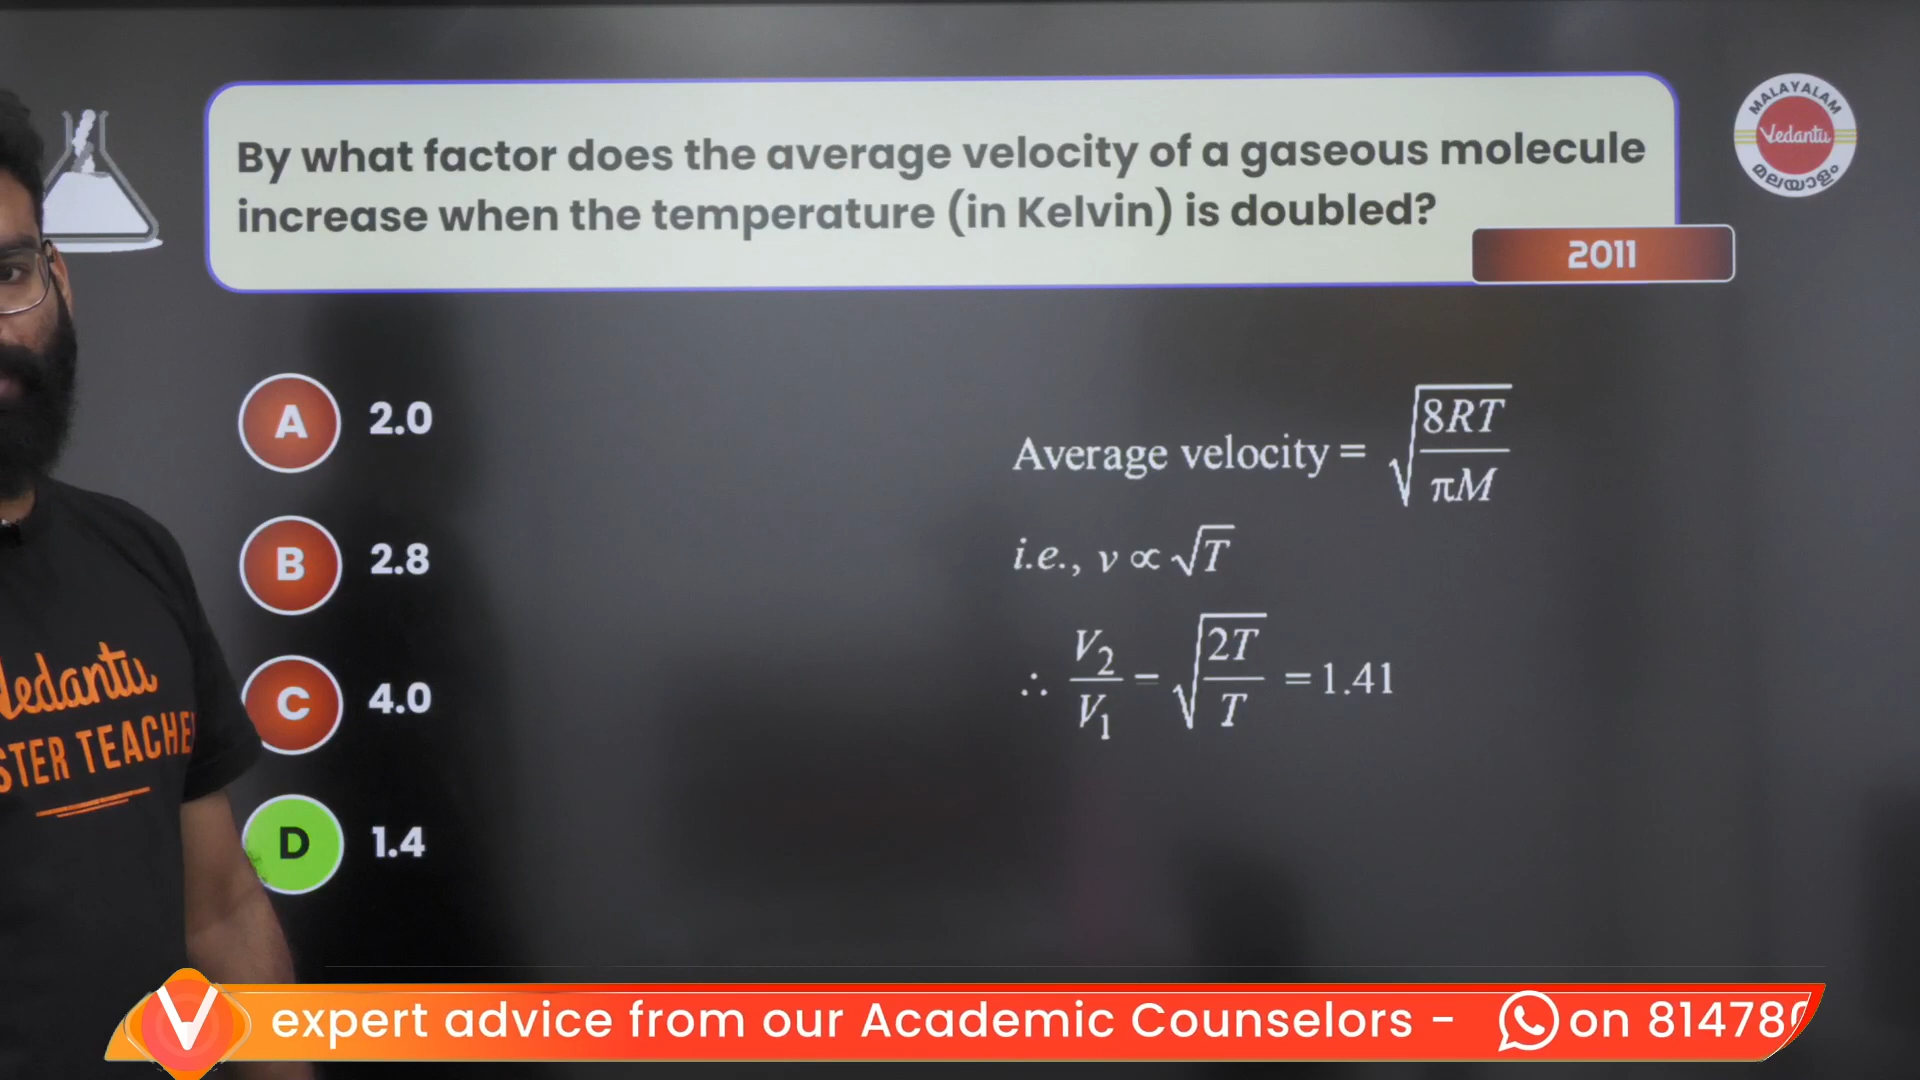 By what factor does the average velocity of a gaseous molecule
increase when the temperature (in Kelvin) is doubled?
2011
MALAYALAM
Vedantu
മലയാളം
A 2.0
B 2.8
C 4.0
D 1.4
Average velocity = √(8RT/πM)
i.e., v ∝ √T
∴ V₂/V₁ = √(2T/T) = 1.41
Vedantu
STER TEACHE
expert advice from our Academic Counselors - on 81478